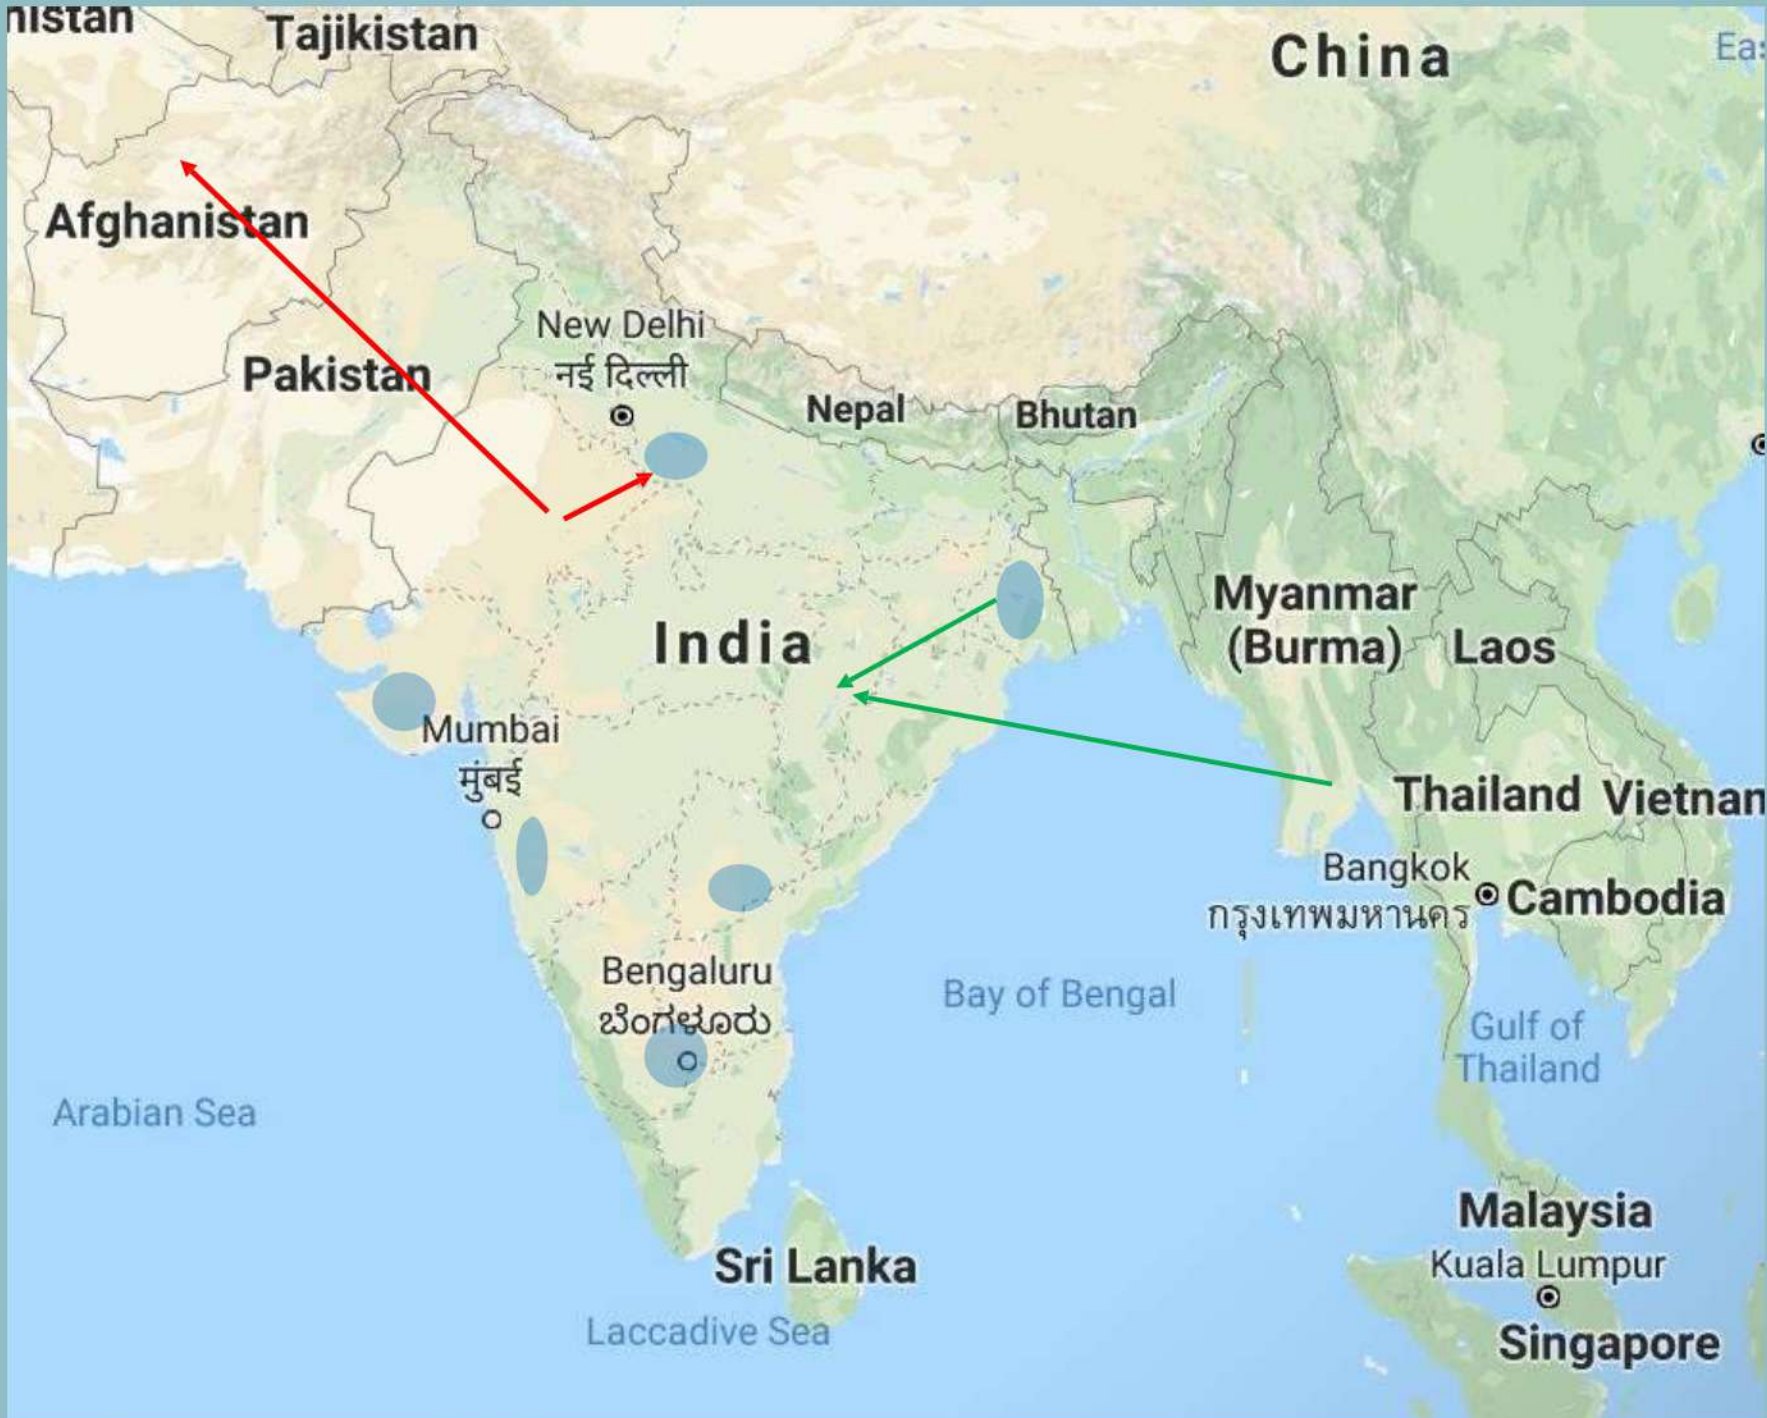 nistan
Tajikistan
China
Eas
Afghanistan
New Delhi
नई दिल्ली
Pakistan
Nepal
Bhutan
Myanmar
(Burma)
Laos
India
Mumbai
मुंबई
Thailand
Vietnan
Bangkok
กรุงเทพมหานคร
Cambodia
Bengaluru
ಬೆಂಗಳೂರು
Bay of Bengal
Gulf of
Thailand
Arabian Sea
Malaysia
Kuala Lumpur
Sri Lanka
Singapore
Laccadive Sea